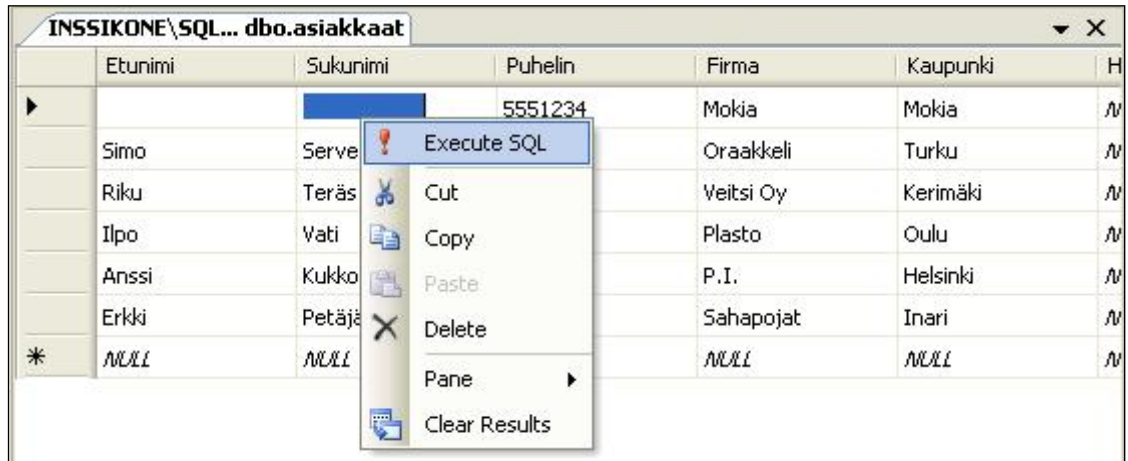 INSSIKONE\SQL... dbo.asiakkaat
Etunimi Sukunimi Puhelin Firma Kaupunki H
5551234 Mokia Mokia N
Simo Serve Oraakkeli Turku N
Riku Teräs Veitsi Oy Kerimäki N
Ilpo Vati Plasto Oulu N
Anssi Kukko P.I. Helsinki N
Erkki Petäjä Sahapojat Inari N
NULL NULL NULL NULL N
Execute SQL
Cut
Copy
Paste
Delete
Pane
Clear Results